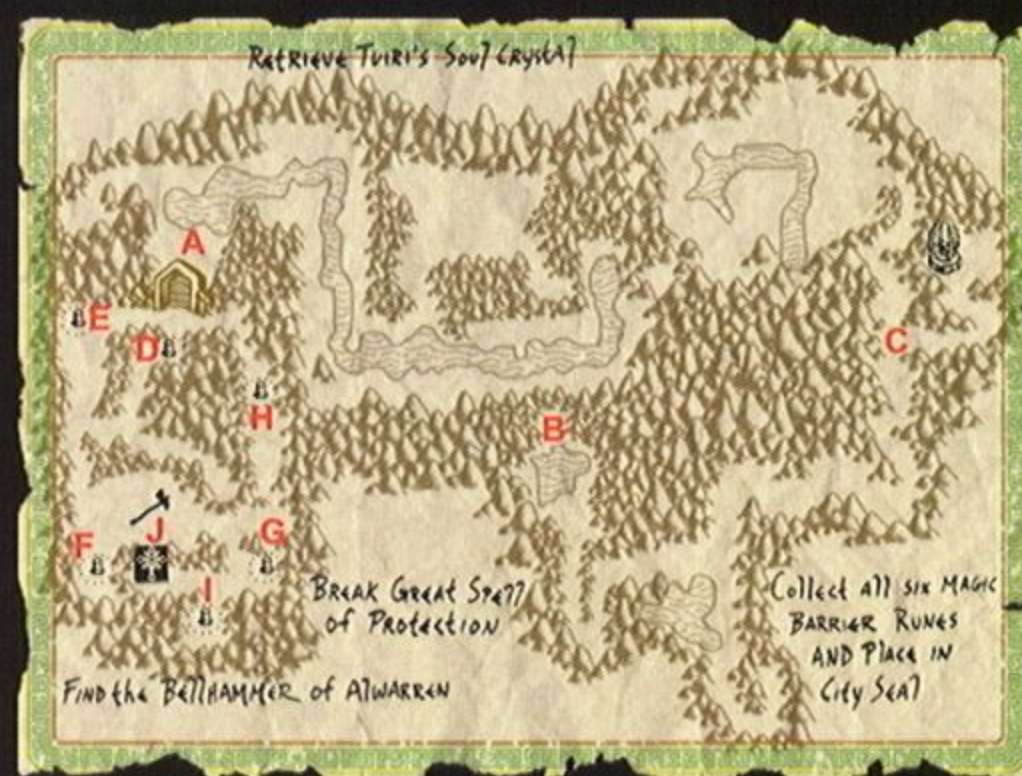 Retrieve Tuiri's Soul Crystal
A
E
D
C
H
B
J
F
G
I
Break Great Spell
of Protection
Collect all six Magic
Barrier Runes
and Place in
City Seal
Find the Bellhammer of Alwarren